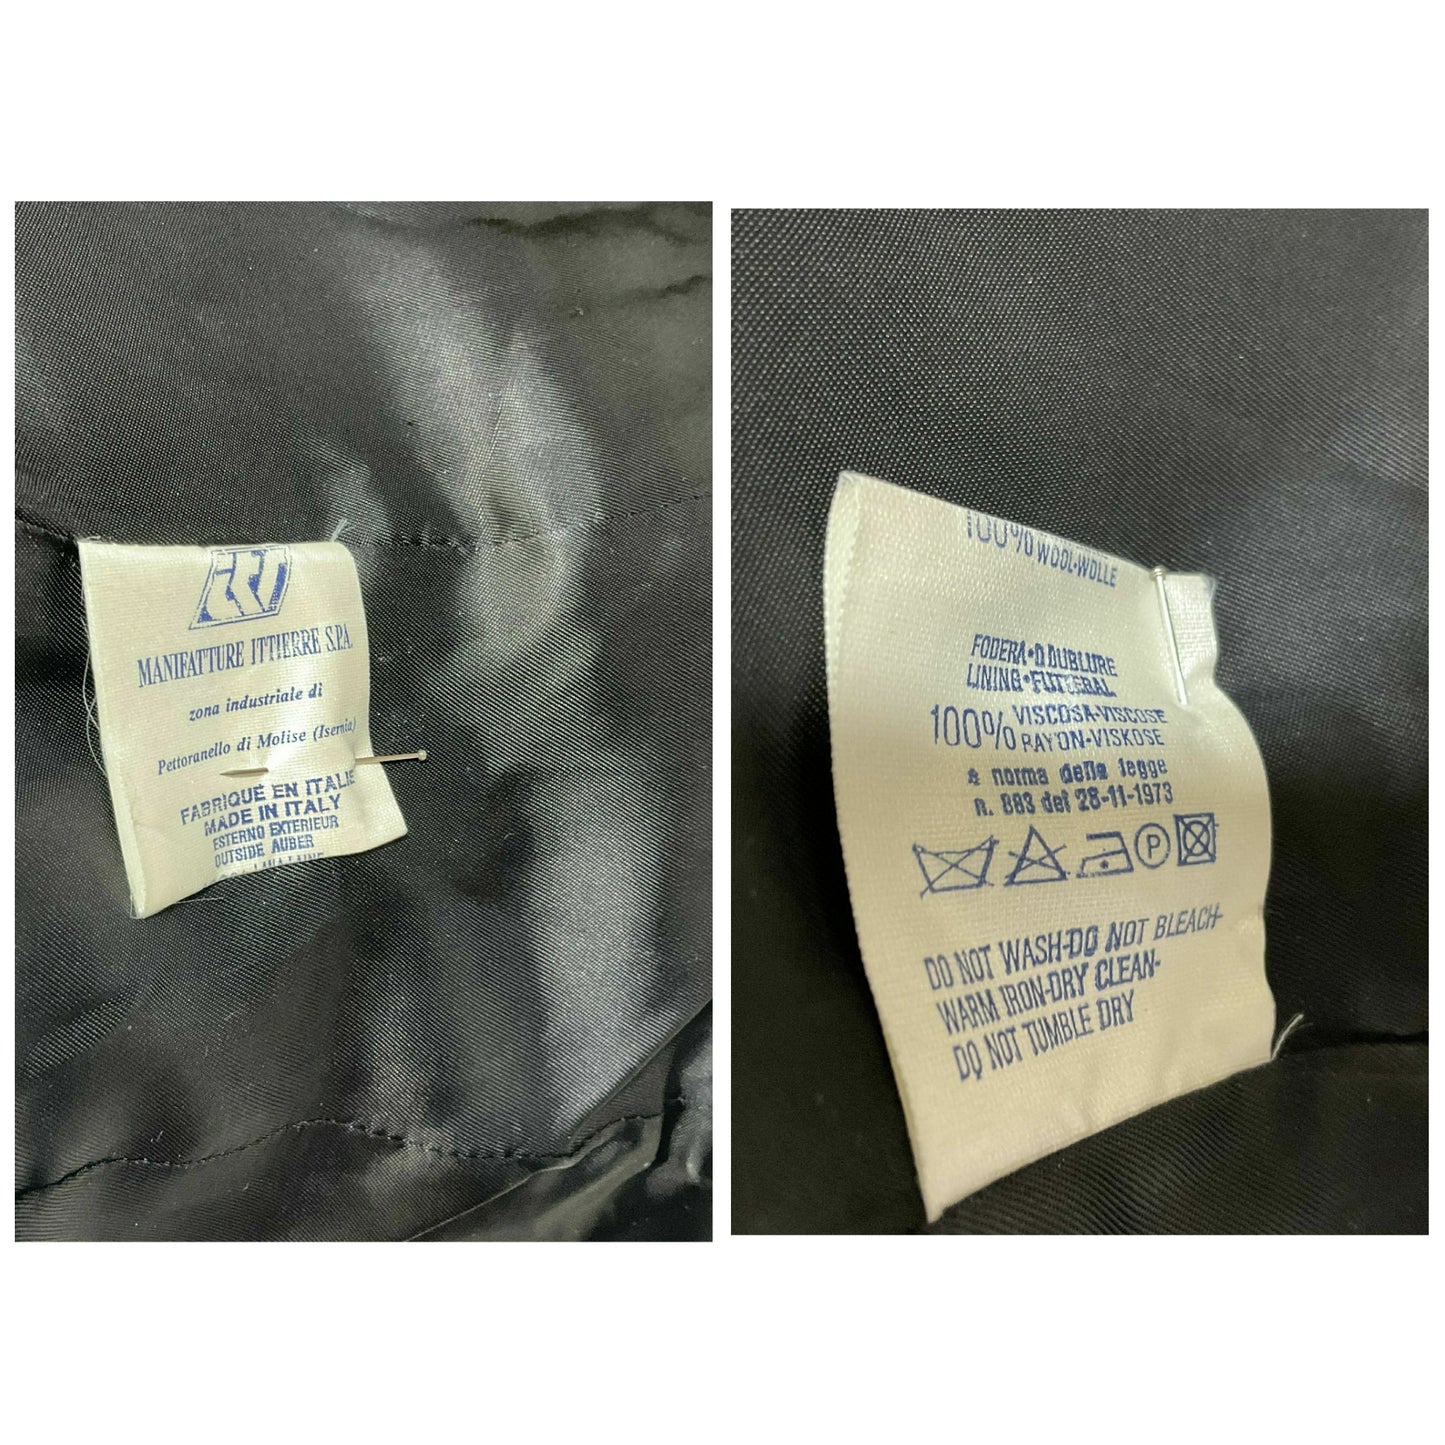 ITTI
MANIFATTURE ITTIERRE S.P.A.
zona industriale di
Pettoranello di Molise (Isernia)
FABRIQUÉ EN ITALIE
MADE IN ITALY
ESTERNO EXTERIEUR
OUTSIDE AUBER
100% WOOL-WOLLE
FODERA-DOUBLURE
LINING-FUTTERAL
100% VISCOSA-VISCOSE
RAYON-VISKOSE
a norma della legge
n. 883 del 26-11-1973
P
DO NOT WASH-DO NOT BLEACH-
WARM IRON-DRY CLEAN-
DO NOT TUMBLE DRY